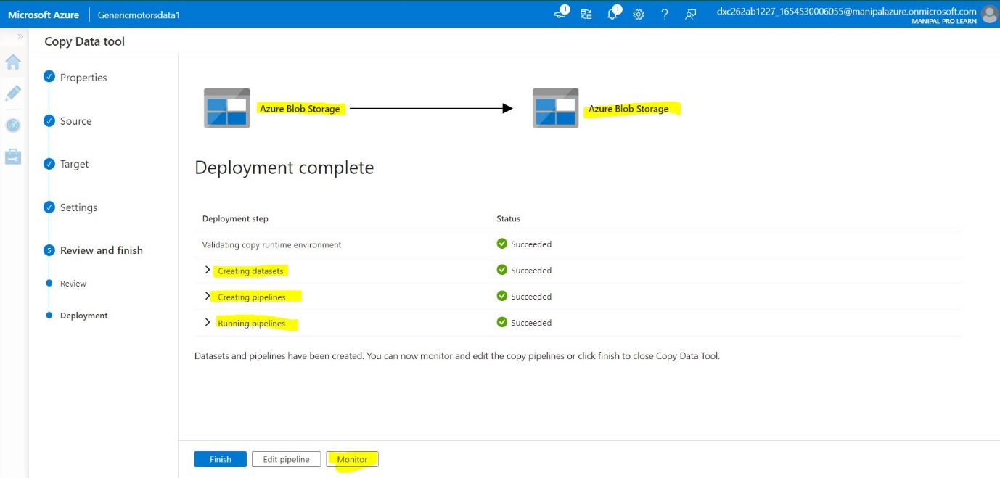 Microsoft Azure | Genericmotorsdata1
1
1
dxc262ab1227_1654530006055@manipalazure.onmicrosoft.com
MANIPAL PRO LEARN
»
Copy Data tool
Properties
Source
Target
Settings
5 Review and finish
Review
Deployment
Azure Blob Storage
Azure Blob Storage
Deployment complete
Deployment step Status
Validating copy runtime environment Succeeded
Creating datasets Succeeded
Creating pipelines Succeeded
Running pipelines Succeeded
Datasets and pipelines have been created. You can now monitor and edit the copy pipelines or click finish to close Copy Data Tool.
Finish Edit pipeline Monitor